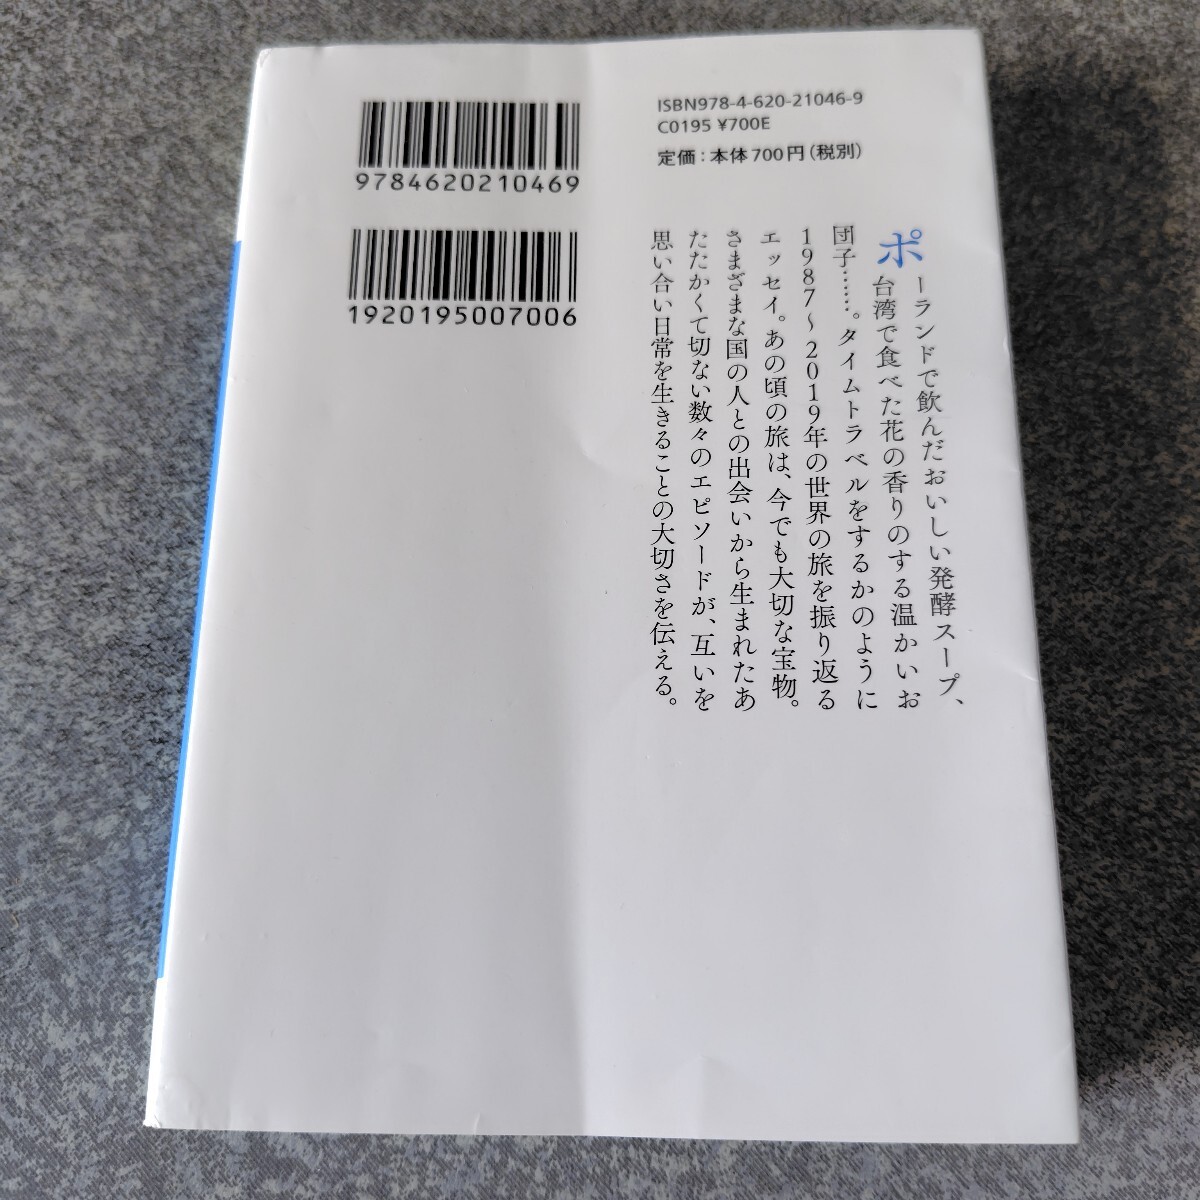 9784620210469
1920195007006
ISBN978-4-620-21046-9
C0195 ¥700E
定価：本体700円（税別）
ポーランドで飲んだおいしい発酵スープ、
台湾で食べた花の香りのする温かいお
団子……。タイムトラベルをするかのように
1987～2019年の世界の旅を振り返る
エッセイ。あの頃の旅は、今でも大切な宝物。
さまざまな国の人との出会いから生まれたあ
たたかくて切ない数々のエピソードが、互いを
思い合い日常を生きることの大切さを伝える。